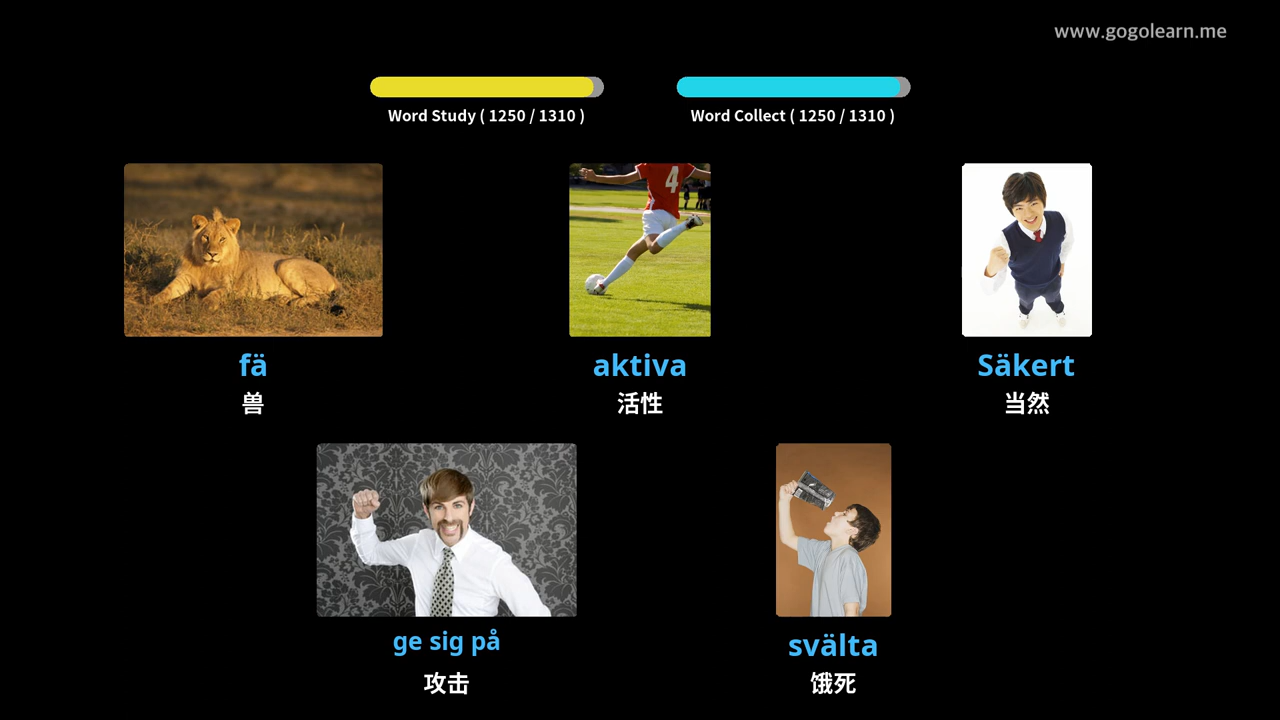 www.gogolearn.me
Word Study ( 1250 / 1310 )
Word Collect ( 1250 / 1310 )
4
fä
aktiva
Säkert
兽
活性
当然
ge sig på
svälta
攻击
饿死